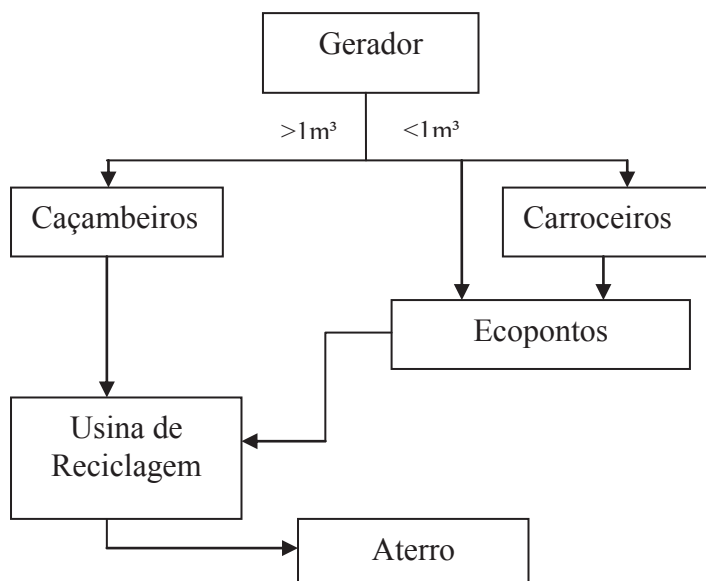 Gerador
>1m³ <1m³
Caçambeiros
Carroceiros
Ecopontos
Usina de
Reciclagem
Aterro